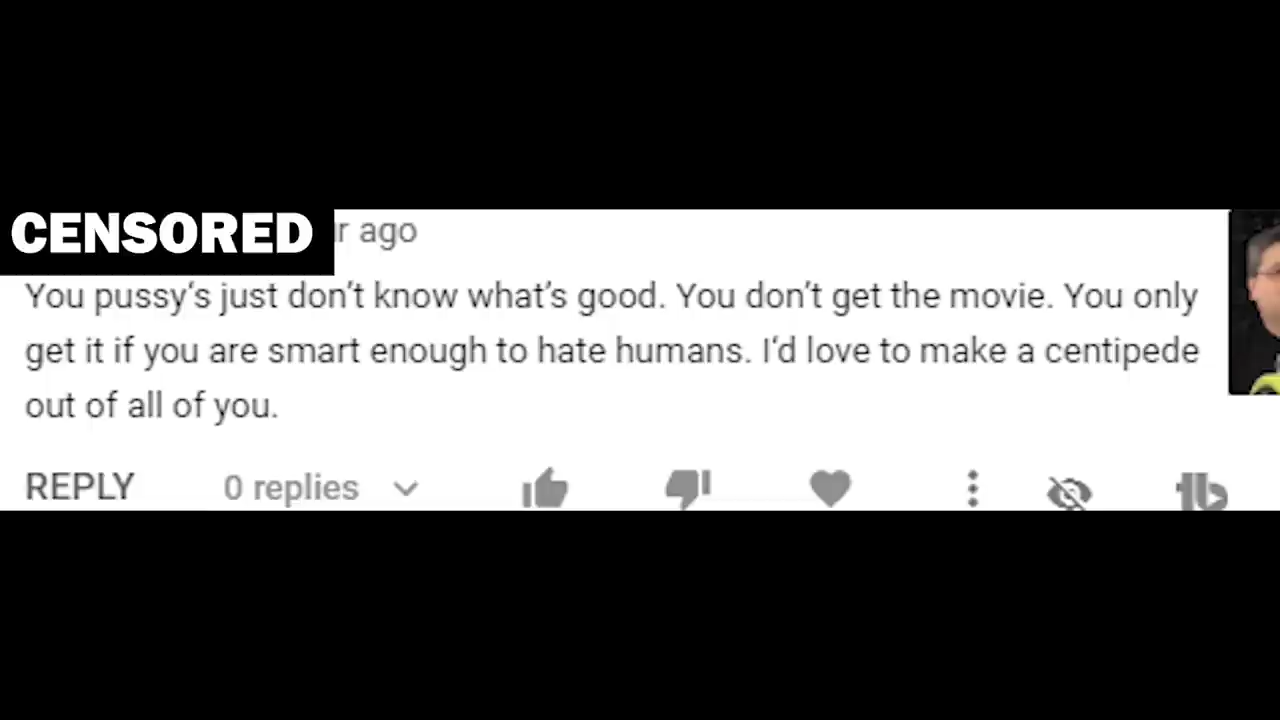 CENSORED
ur ago
You pussy's just don't know what's good. You don't get the movie. You only
get it if you are smart enough to hate humans. I'd love to make a centipede
out of all of you.
REPLY 0 replies